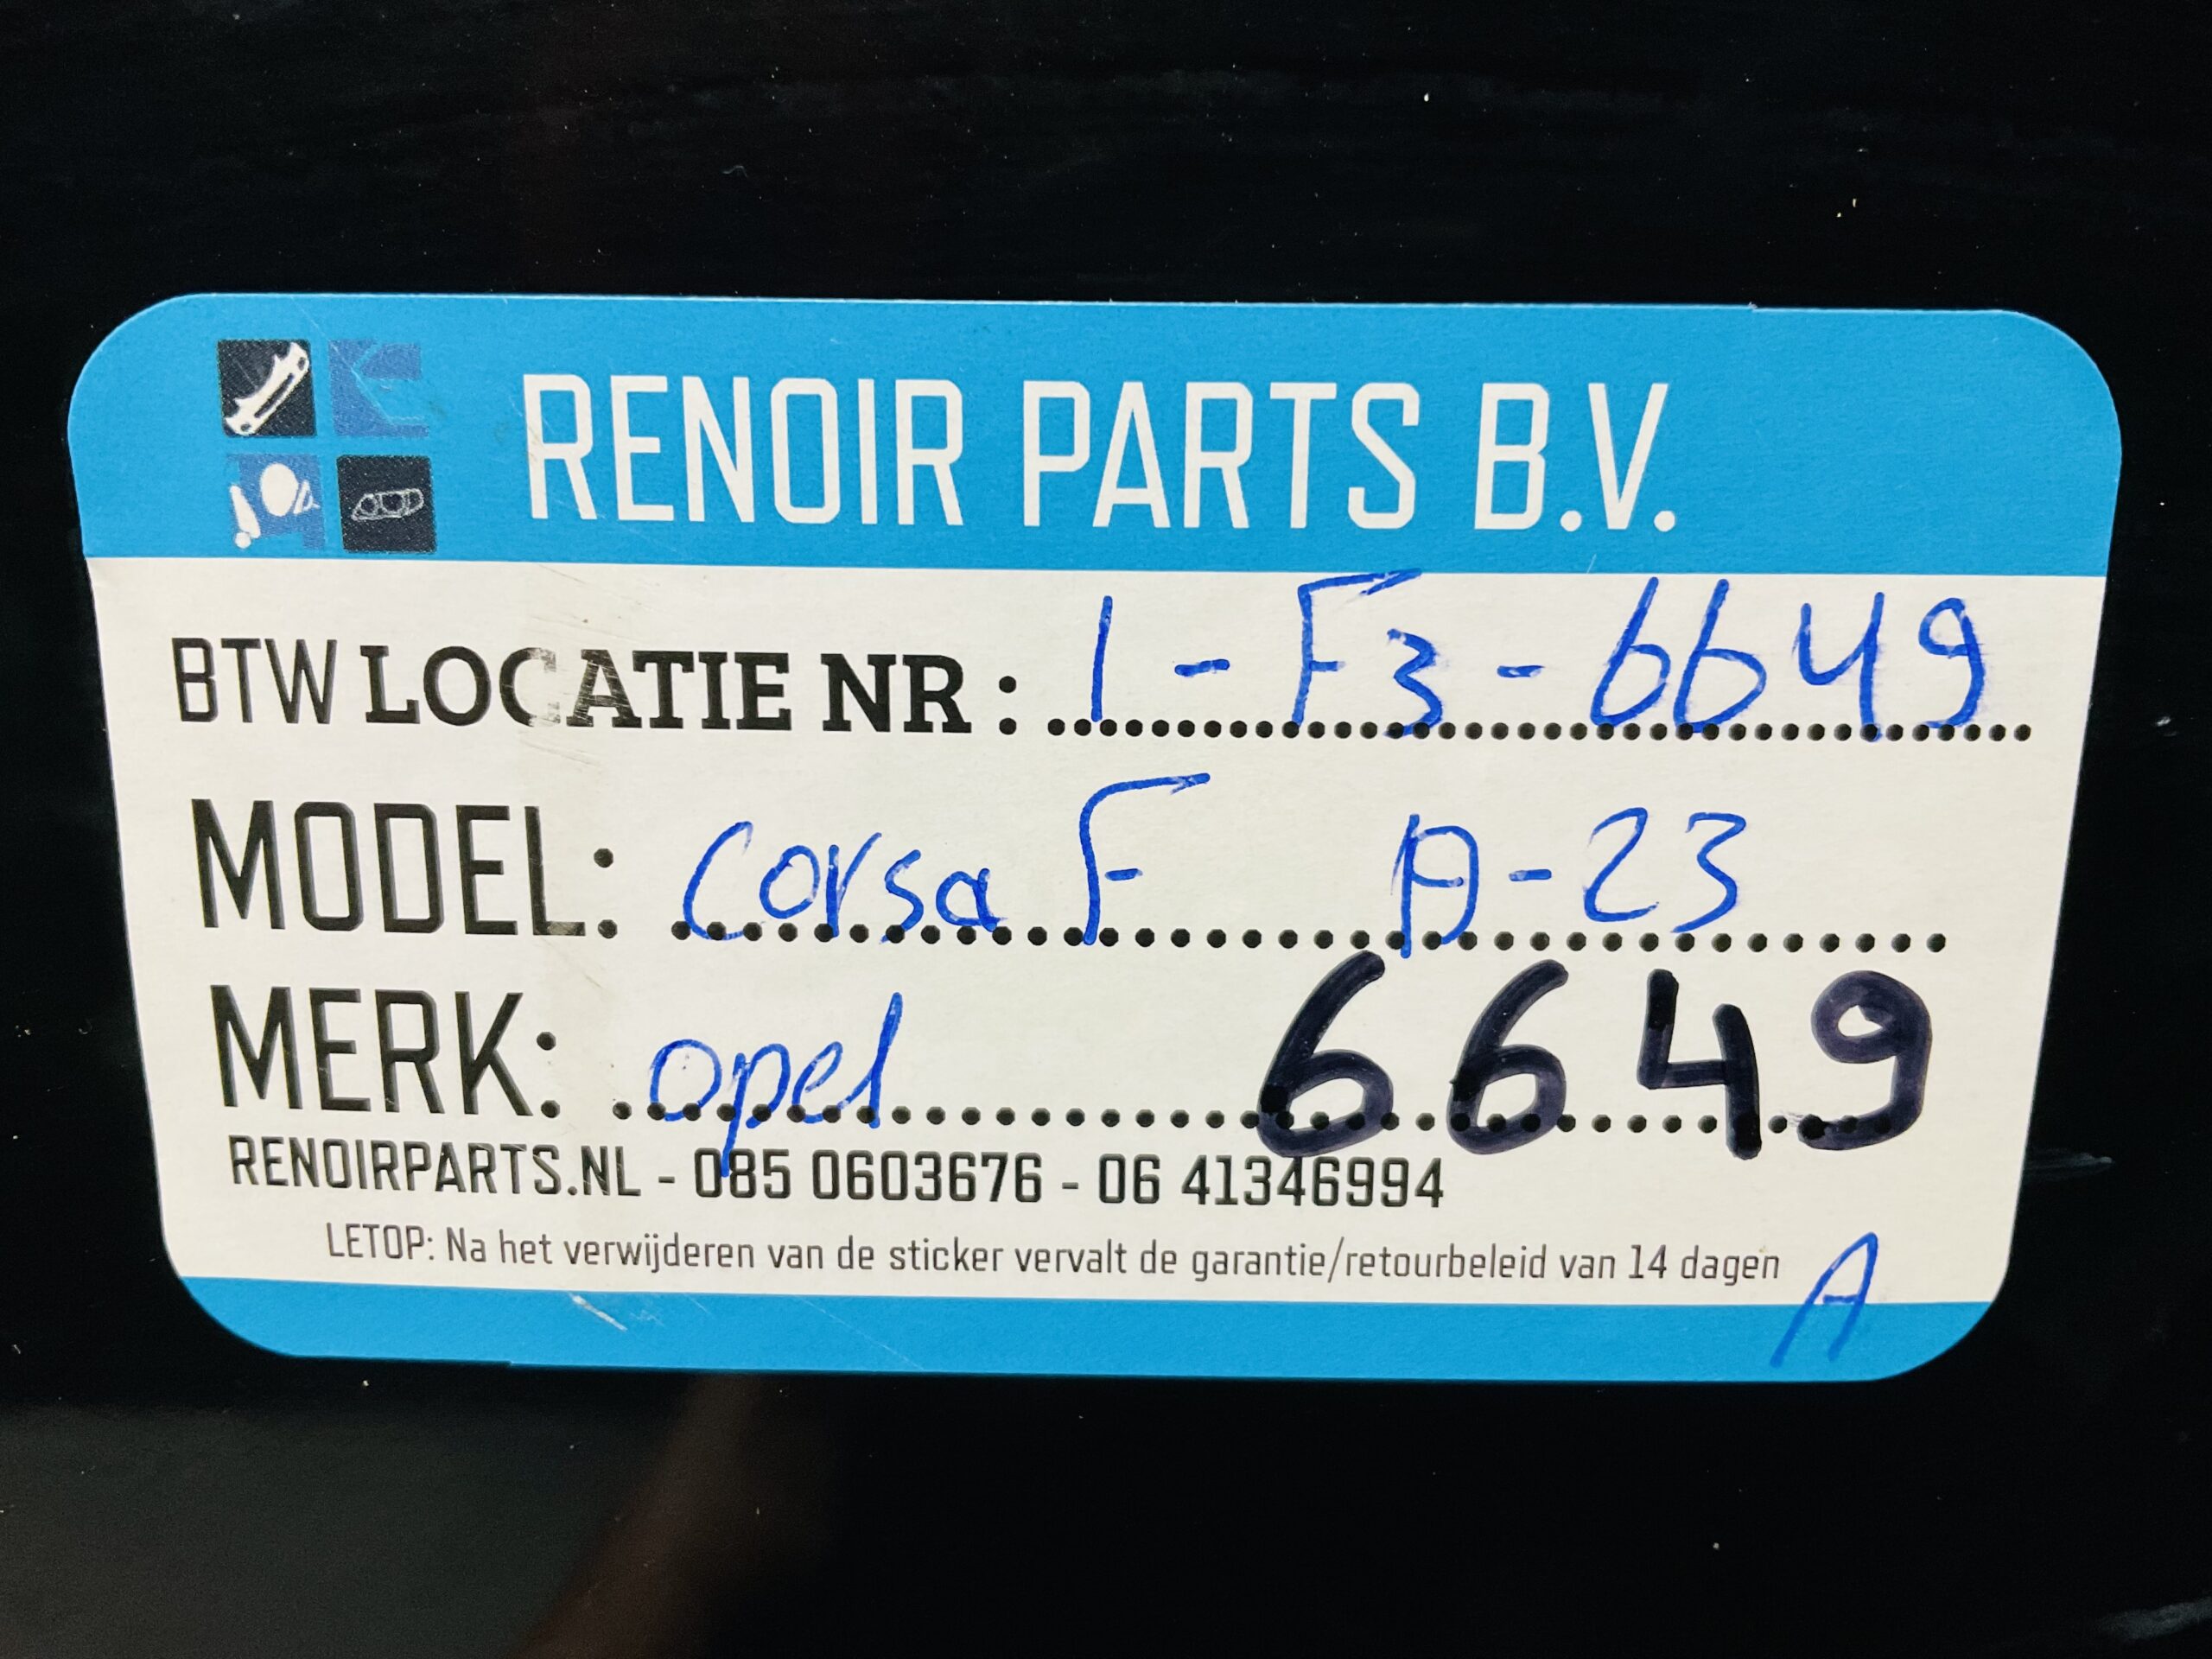 RENOIR PARTS B.V.
BTW LOCATIE NR : 1 - F3 - 6649
MODEL: Corsa F A-23
MERK: opel 6649
RENOIRPARTS.NL - 085 0603676 - 06 41346994
LETOP: Na het verwijderen van de sticker vervalt de garantie/retourbeleid van 14 dagen
A